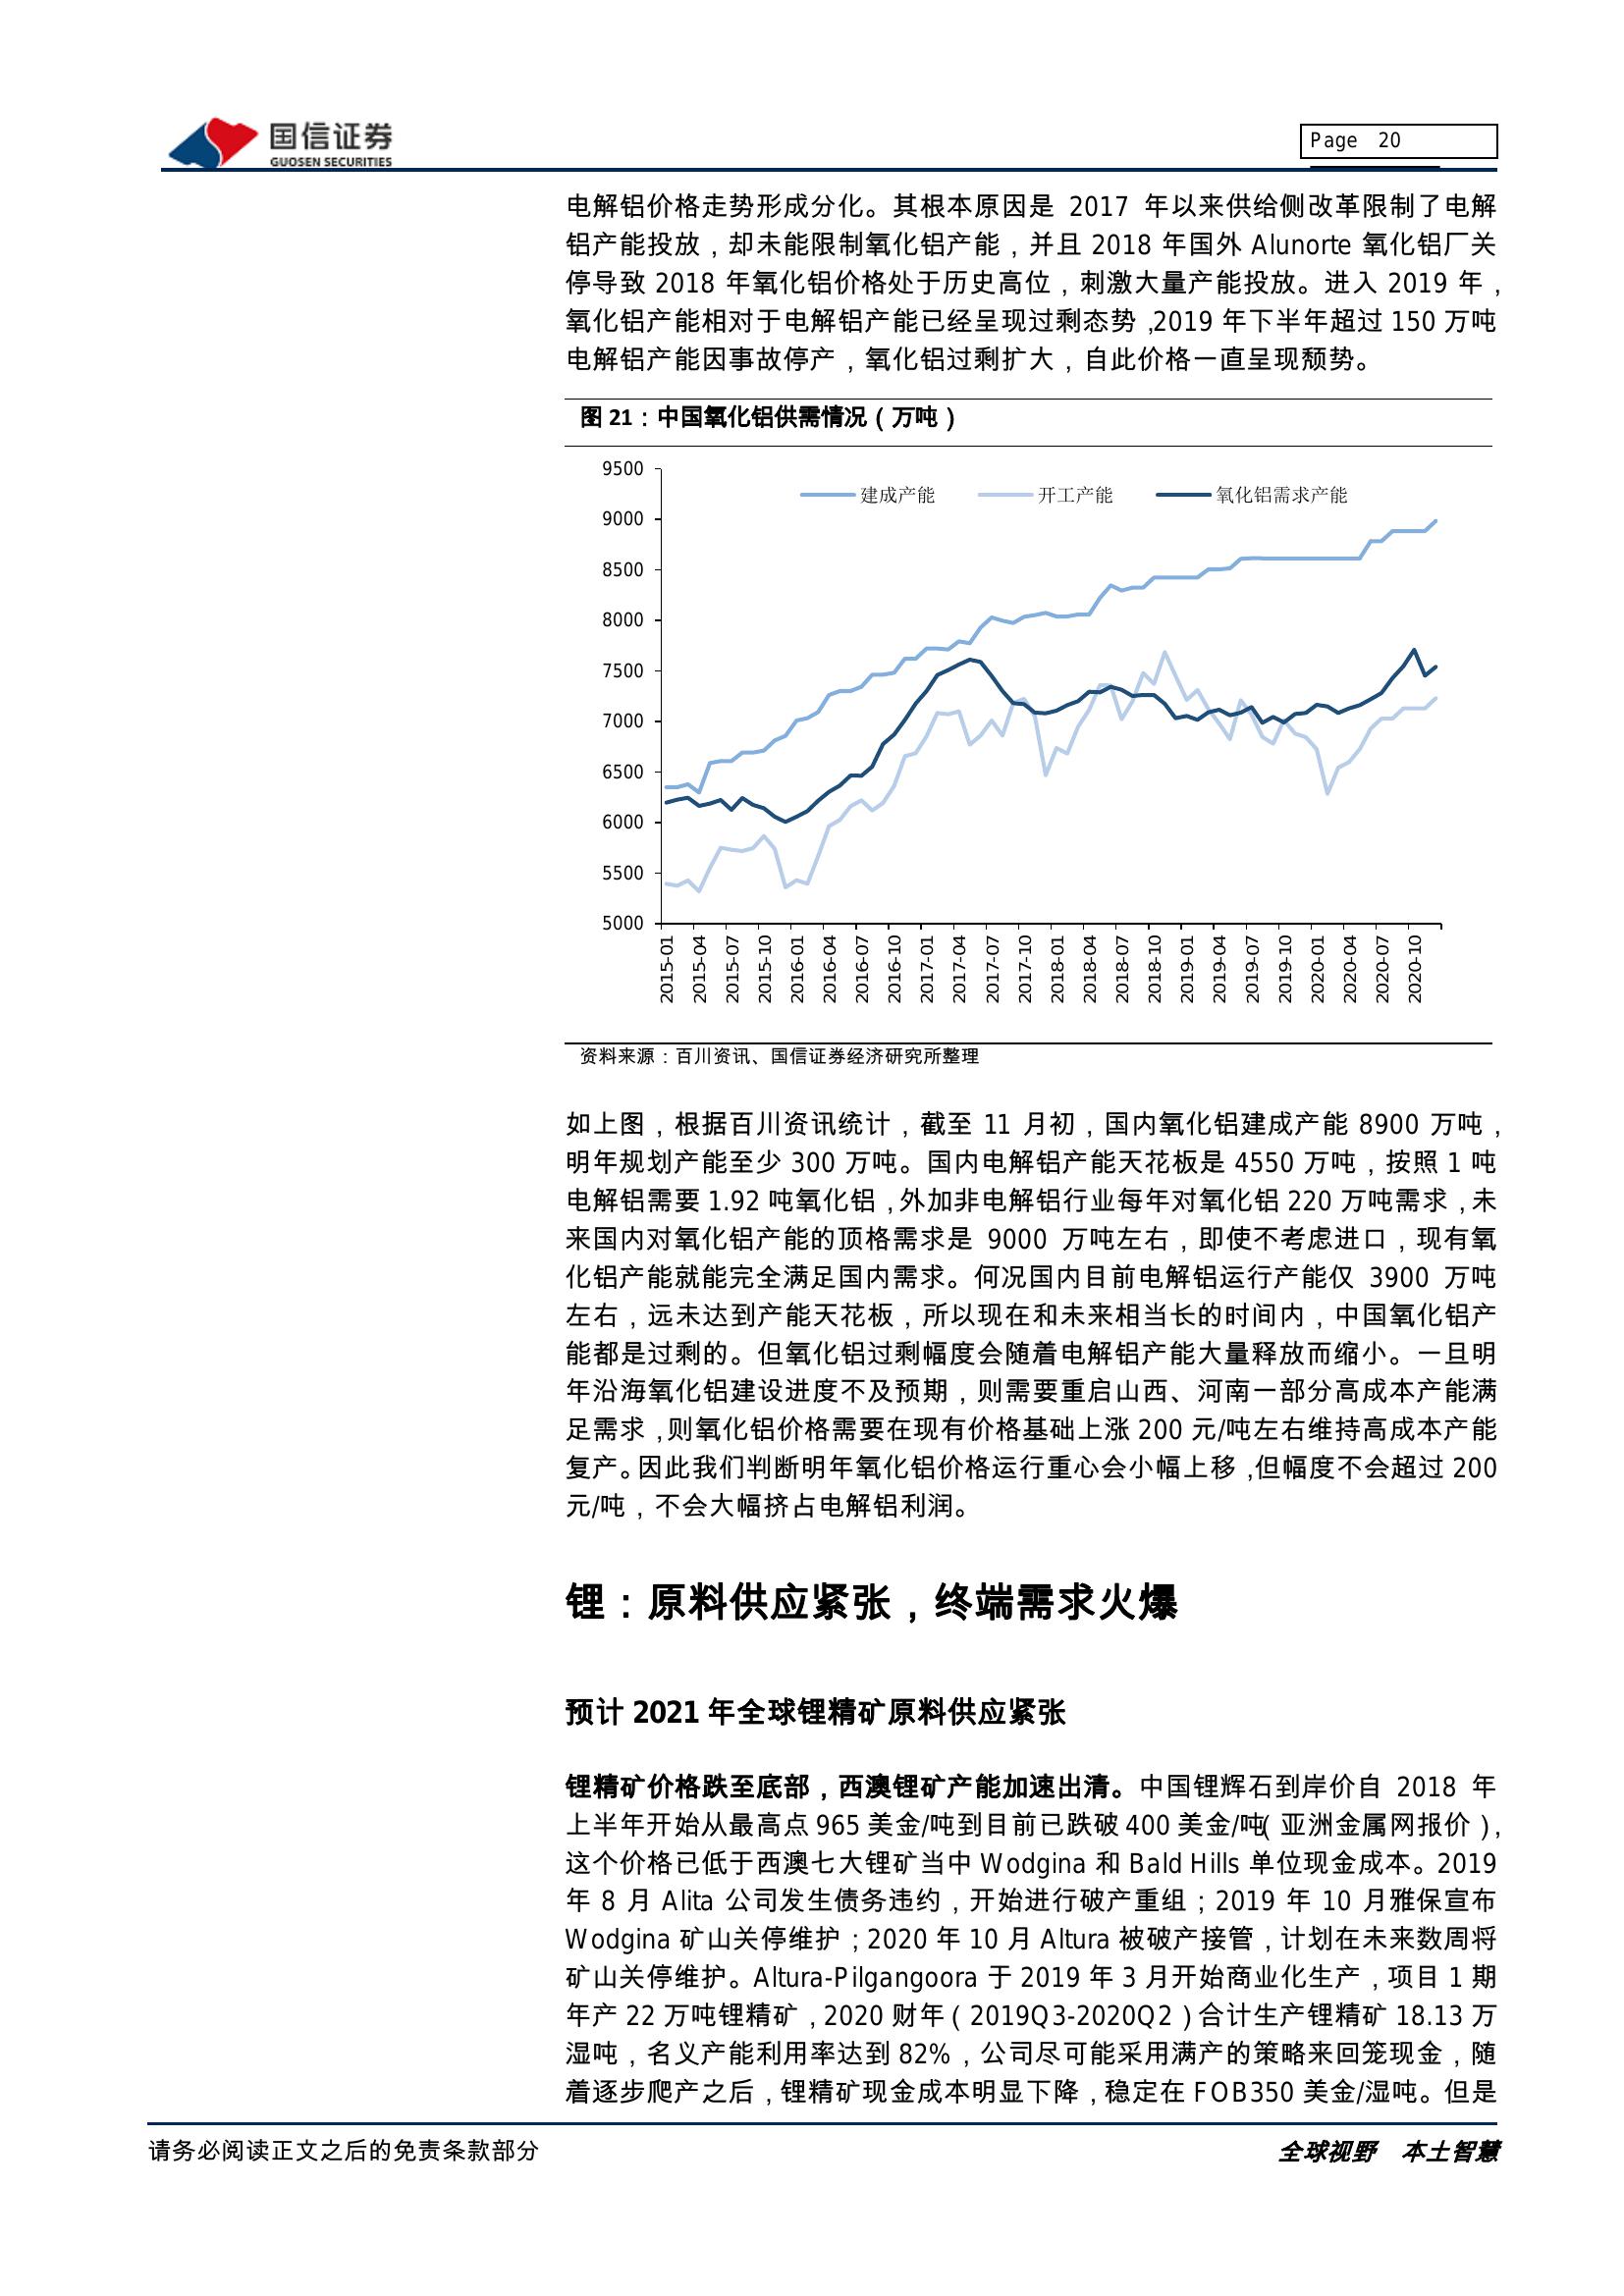 国信证券
GUOSEN SECURITIES
Page 20
电解铝价格走势形成分化。其根本原因是 2017 年以来供给侧改革限制了电解
铝产能投放，却未能限制氧化铝产能，并且 2018 年国外 Alunorte 氧化铝厂关
停导致 2018 年氧化铝价格处于历史高位，刺激大量产能投放。进入 2019 年，
氧化铝产能相对于电解铝产能已经呈现过剩态势，2019 年下半年超过 150 万吨
电解铝产能因事故停产，氧化铝过剩扩大，自此价格一直呈现颓势。
图 21：中国氧化铝供需情况（万吨）
建成产能 开工产能 氧化铝需求产能
9500
9000
8500
8000
7500
7000
6500
6000
5500
5000
2015-01 2015-04 2015-07 2015-10 2016-01 2016-04 2016-07 2016-10 2017-01 2017-04 2017-07 2017-10 2018-01 2018-04 2018-07 2018-10 2019-01 2019-04 2019-07 2019-10 2020-01 2020-04 2020-07 2020-10
资料来源：百川资讯、国信证券经济研究所整理
如上图，根据百川资讯统计，截至 11 月初，国内氧化铝建成产能 8900 万吨，
明年规划产能至少 300 万吨。国内电解铝产能天花板是 4550 万吨，按照 1 吨
电解铝需要 1.92 吨氧化铝，外加非电解铝行业每年对氧化铝 220 万吨需求，未
来国内对氧化铝产能的顶格需求是 9000 万吨左右，即使不考虑进口，现有氧
化铝产能就能完全满足国内需求。何况国内目前电解铝运行产能仅 3900 万吨
左右，远未达到产能天花板，所以现在和未来相当长的时间内，中国氧化铝产
能都是过剩的。但氧化铝过剩幅度会随着电解铝产能大量释放而缩小。一旦明
年沿海氧化铝建设进度不及预期，则需要重启山西、河南一部分高成本产能满
足需求，则氧化铝价格需要在现有价格基础上涨 200 元/吨左右维持高成本产能
复产。因此我们判断明年氧化铝价格运行重心会小幅上移，但幅度不会超过 200
元/吨，不会大幅挤占电解铝利润。
锂：原料供应紧张，终端需求火爆
预计 2021 年全球锂精矿原料供应紧张
锂精矿价格跌至底部，西澳锂矿产能加速出清。中国锂辉石到岸价自 2018 年
上半年开始从最高点 965 美金/吨到目前已跌破 400 美金/吨（亚洲金属网报价），
这个价格已低于西澳七大锂矿当中 Wodgina 和 Bald Hills 单位现金成本。2019
年 8 月 Alita 公司发生债务违约，开始进行破产重组；2019 年 10 月雅保宣布
Wodgina 矿山关停维护；2020 年 10 月 Altura 被破产接管，计划在未来数周将
矿山关停维护。Altura-Pilgangoora 于 2019 年 3 月开始商业化生产，项目 1 期
年产 22 万吨锂精矿，2020 财年（2019Q3-2020Q2）合计生产锂精矿 18.13 万
湿吨，名义产能利用率达到 82%，公司尽可能采用满产的策略来回笼现金，随
着逐步爬产之后，锂精矿现金成本明显下降，稳定在 FOB350 美金/湿吨。但是
请务必阅读正文之后的免责条款部分
全球视野 本土智慧